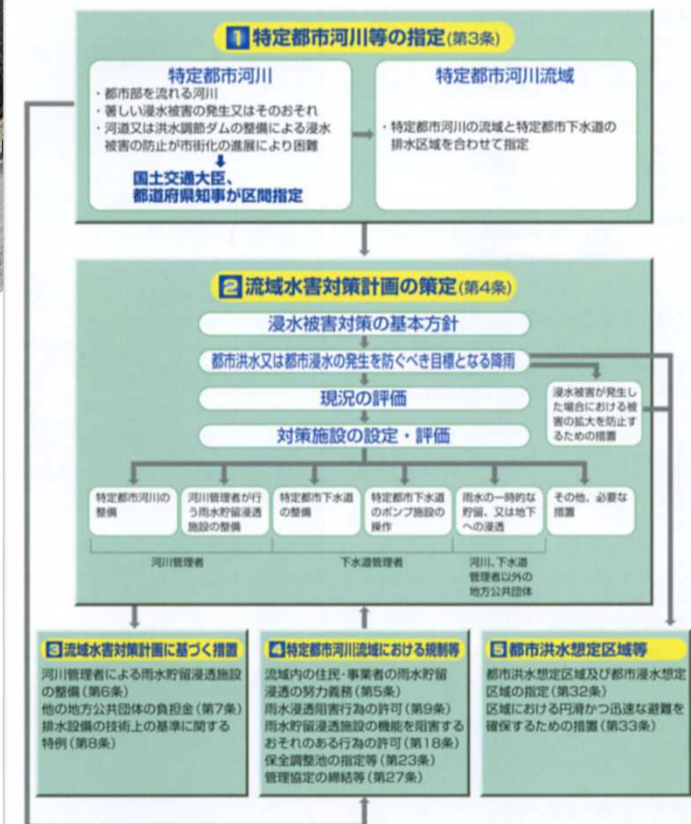 1 特定都市河川等の指定(第3条)
特定都市河川
・都市部を流れる河川
・著しい浸水被害の発生又はそのおそれ
・河道又は洪水調節ダムの整備による浸水
被害の防止が市街化の進展により困難
国土交通大臣、
都道府県知事が区間指定
特定都市河川流域
・特定都市河川の流域と特定都市下水道の
排水区域を合わせて指定
2 流域水害対策計画の策定(第4条)
浸水被害対策の基本方針
都市洪水又は都市浸水の発生を防ぐべき目標となる降雨
現況の評価
対策施設の設定・評価
浸水被害が発生し
た場合における被
害の拡大を防止す
るための措置
特定都市河川の
整備
河川管理者が行
う雨水貯留浸透
施設の整備
特定都市下水道
の整備
特定都市下水道
のポンプ施設の
操作
雨水の一時的な
貯留、又は地下
への浸透
その他、必要な
措置
河川管理者
下水道管理者
河川、下水道
管理者以外の
地方公共団体
3 流域水害対策計画に基づく措置
河川管理者による雨水貯留浸透施設
の整備(第6条)
他の地方公共団体の負担金(第7条)
排水設備の技術上の基準に関する
特例(第8条)
4 特定都市河川流域における規制等
流域内の住民・事業者の雨水貯留
浸透の努力義務(第5条)
雨水浸透阻害行為の許可(第9条)
雨水貯留浸透施設の機能を阻害する
おそれのある行為の許可(第18条)
保全調整池の指定等(第23条)
管理協定の締結等(第27条)
5 都市洪水想定区域等
都市洪水想定区域及び都市浸水想定
区域の指定(第32条)
区域における円滑かつ迅速な避難を
確保するための措置(第33条)